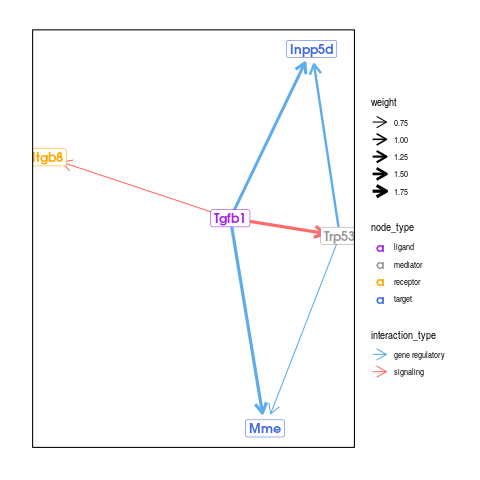 Inpp5d
Itgb8
Tgfb1
Trp53
Mme
weight
0.75
1.00
1.25
1.50
1.75
node_type
a ligand
a mediator
a receptor
a target
interaction_type
gene regulatory
signaling